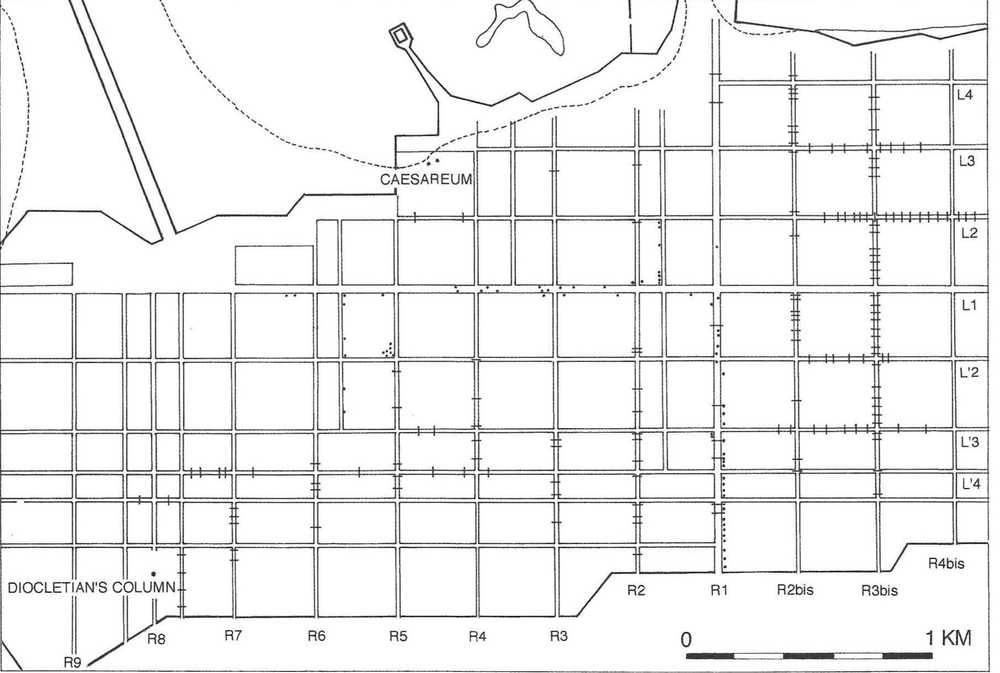 L4
L3
CAESAREUM
L2
L1
L'2
L'3
L'4
R4bis
DIOCLETIAN'S COLUMN
R2
R1
R2bis
R3bis
R8
R7
R6
R5
R4
R3
0
1 KM
R9